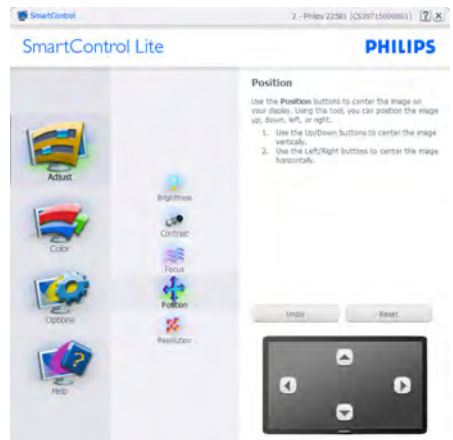 SmartControl
2 - Philips 225B1 (CS30715000001)
? X
SmartControl Lite
PHILIPS
Position
Use the Position buttons to center the image on
your display. Using this tool, you can position the image
up, down, left, or right.
1. Use the Up/Down buttons to center the image
vertically.
2. Use the Left/Right buttons to center the image
horizontally.
Adjust
Color
Options
Help
Brightness
Contrast
Focus
Position
Resolution
Undo
Reset